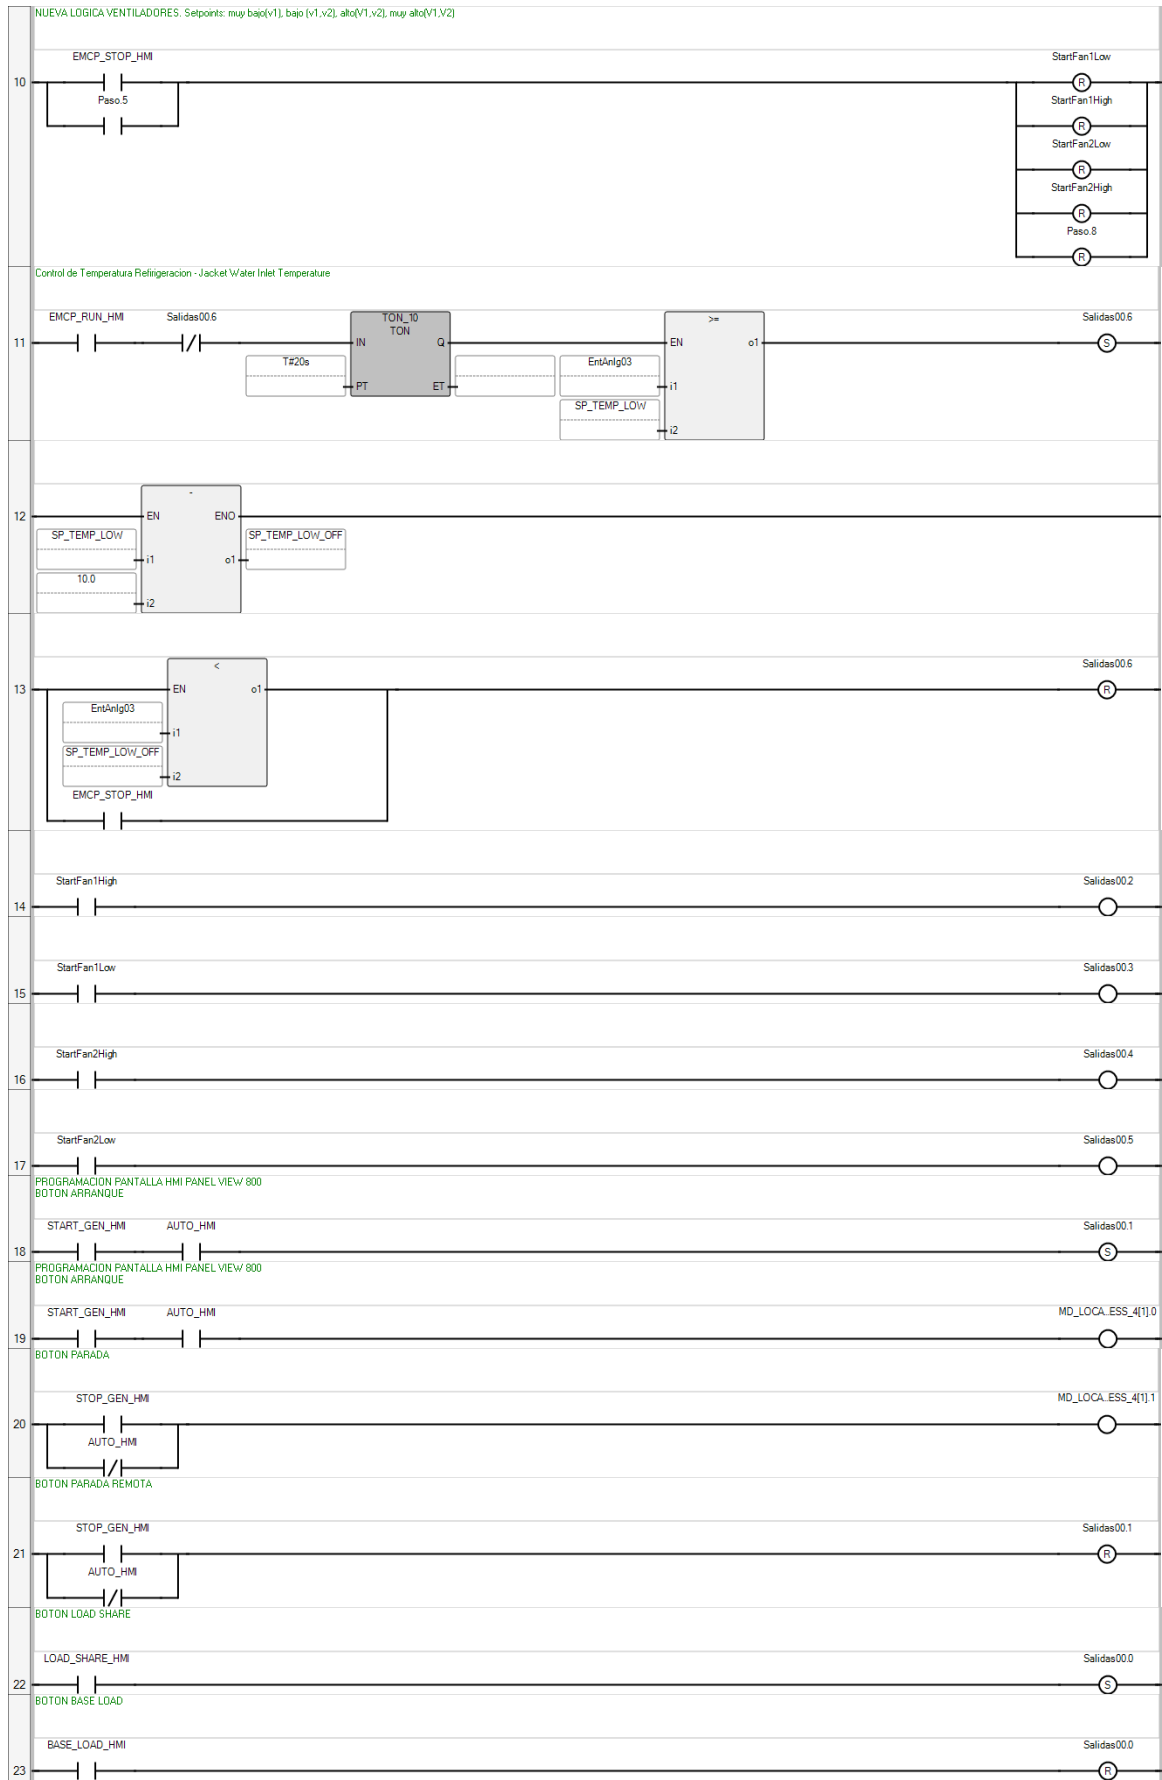 NUEVA LOGICA VENTILADORES. Setpoints: muy bajo(v1), bajo (v1,v2), alto(V1,v2), muy alto(V1,V2)
EMCP_STOP_HMI
StartFan1Low
10
R
Paso.5
StartFan1High
R
StartFan2Low
R
StartFan2High
R
Paso.8
R
Control de Temperatura Refirigeracion - Jacket Water Inlet Temperature
EMCP_RUN_HMI
Salidas00.6
TON_10
TON
>=
Salidas00.6
11
IN
Q
EN
o1
S
T#20s
EntAnlg03
PT
ET
i1
SP_TEMP_LOW
i2
-
12
EN
ENO
SP_TEMP_LOW
SP_TEMP_LOW_OFF
i1
o1
10.0
i2
<
Salidas00.6
13
EN
o1
R
EntAnlg03
i1
SP_TEMP_LOW_OFF
i2
EMCP_STOP_HMI
StartFan1High
Salidas00.2
14
StartFan1Low
Salidas00.3
15
StartFan2High
Salidas00.4
16
StartFan2Low
Salidas00.5
17
PROGRAMACION PANTALLA HMI PANEL VIEW 800
BOTON ARRANQUE
START_GEN_HMI
AUTO_HMI
Salidas00.1
18
S
PROGRAMACION PANTALLA HMI PANEL VIEW 800
BOTON ARRANQUE
START_GEN_HMI
AUTO_HMI
MD_LOCA..ESS_4[1].0
19
BOTON PARADA
STOP_GEN_HMI
MD_LOCA..ESS_4[1].1
20
AUTO_HMI
BOTON PARADA REMOTA
STOP_GEN_HMI
Salidas00.1
21
R
AUTO_HMI
BOTON LOAD SHARE
LOAD_SHARE_HMI
Salidas00.0
22
S
BOTON BASE LOAD
BASE_LOAD_HMI
Salidas00.0
23
R